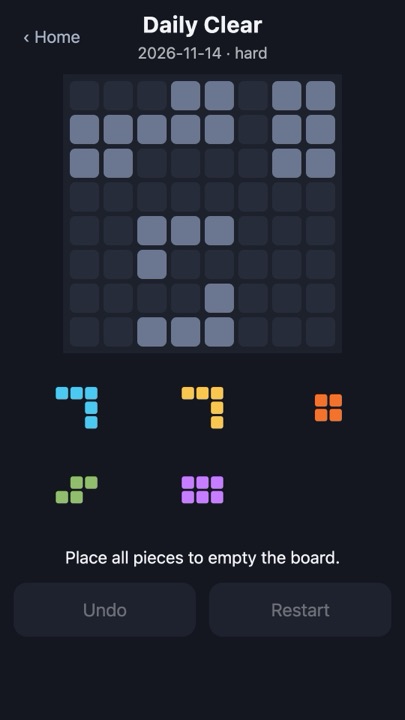 ‹ Home
Daily Clear
2026-11-14 · hard
Place all pieces to empty the board.
Undo
Restart